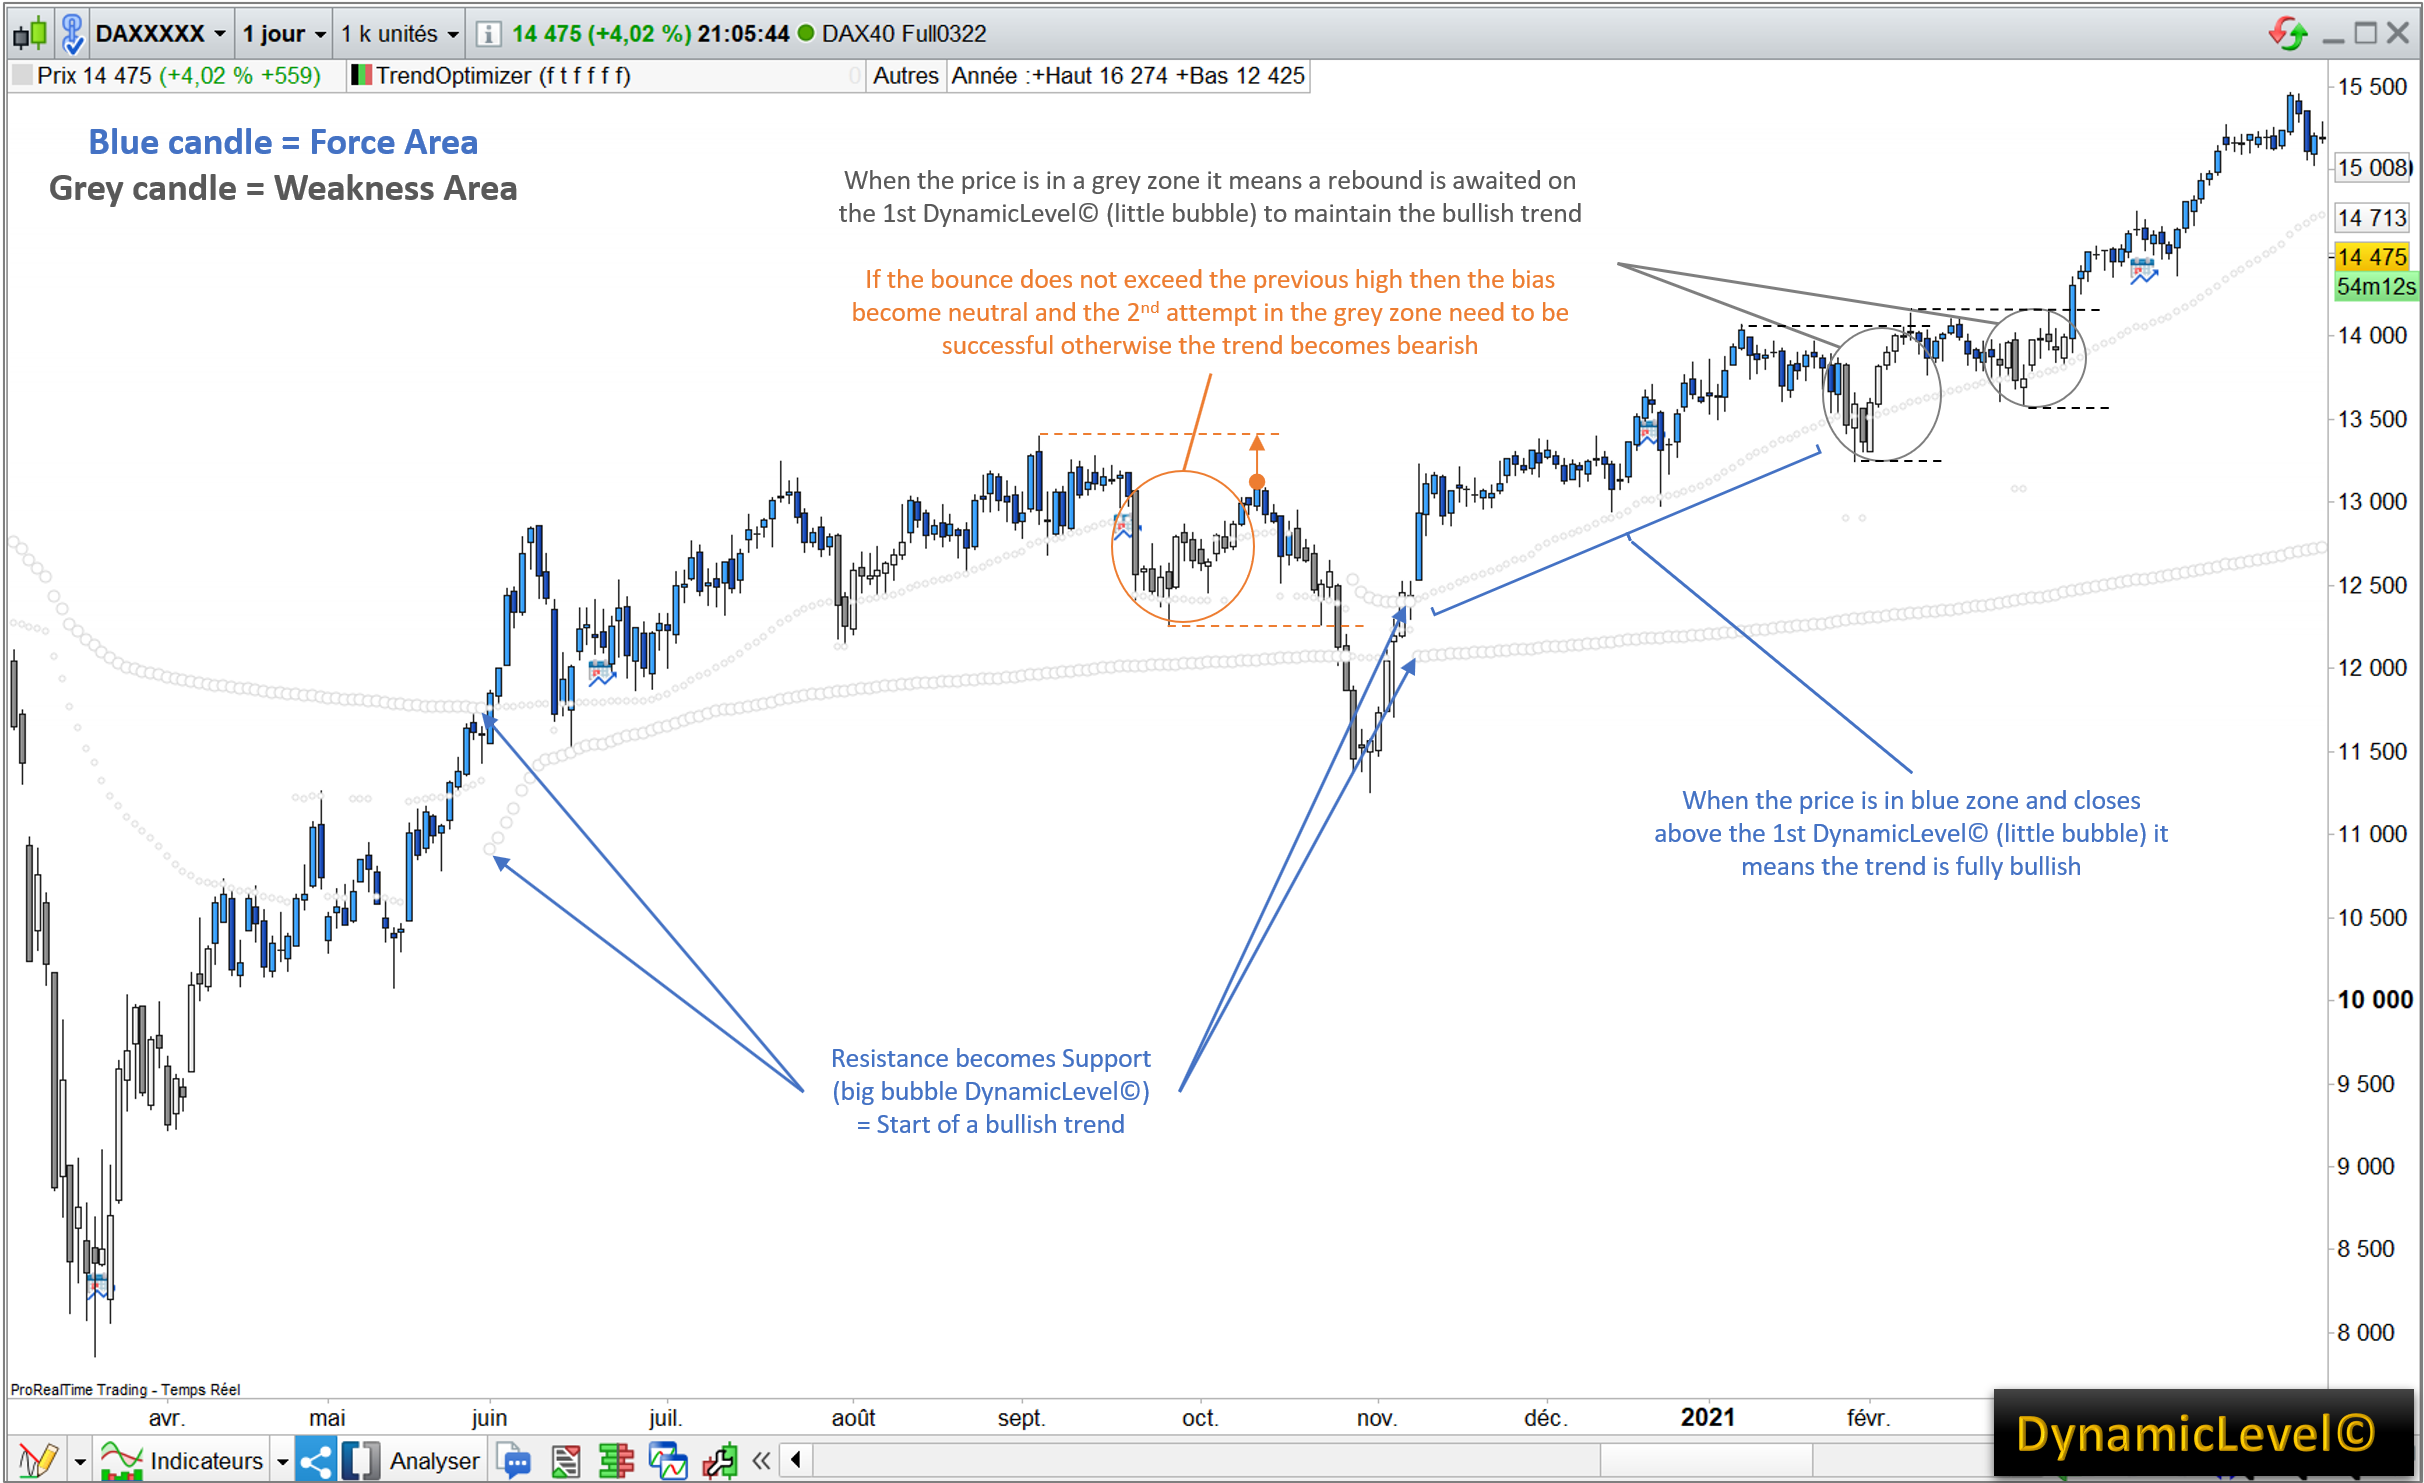 DAXXXXX 1 jour 1 k unités 14 475 (+4,02 %) 21:05:44 DAX40 Full0322
Prix 14 475 (+4,02 % +559) TrendOptimizer (f t f f f f) 0 Autres Année :+Haut 16 274 +Bas 12 425
Blue candle = Force Area
Grey candle = Weakness Area
When the price is in a grey zone it means a rebound is awaited on
the 1st DynamicLevel© (little bubble) to maintain the bullish trend
If the bounce does not exceed the previous high then the bias
become neutral and the 2nd attempt in the grey zone need to be
successful otherwise the trend becomes bearish
When the price is in blue zone and closes
above the 1st DynamicLevel© (little bubble) it
means the trend is fully bullish
Resistance becomes Support
(big bubble DynamicLevel©)
= Start of a bullish trend
15 500
15 008
14 713
14 475
54m12s
14 000
13 500
13 000
12 500
12 000
11 500
11 000
10 500
10 000
9 500
9 000
8 500
8 000
ProRealTime Trading - Temps Réel
avr. mai juin juil. août sept. oct. nov. déc. 2021 févr.
DynamicLevel©
Indicateurs Analyser